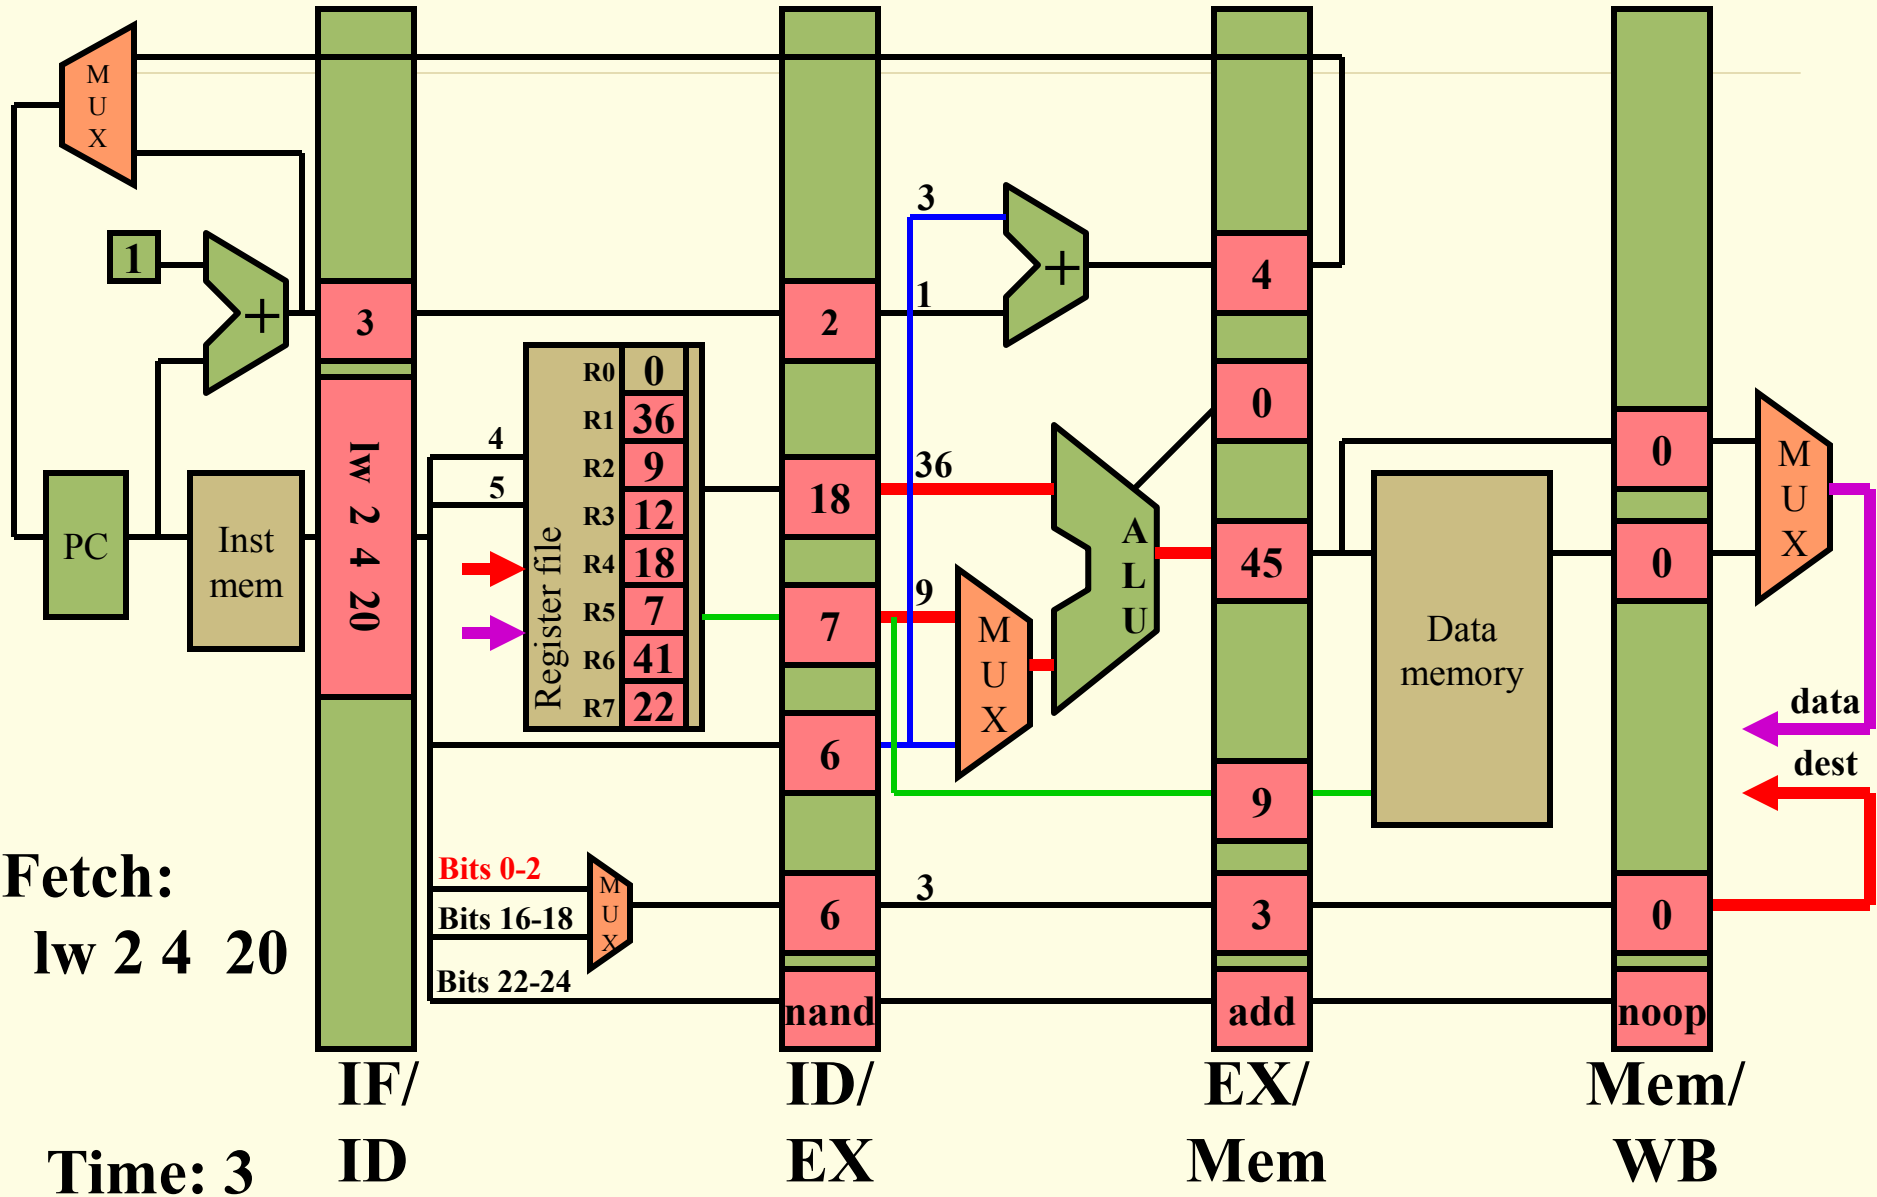 M
U
X
1
+
3
PC
Inst
mem
lw 2 4 20
4
5
Register file
R0 0
R1 36
R2 9
R3 12
R4 18
R5 7
R6 41
R7 22
Bits 0-2
Bits 16-18
Bits 22-24
M
U
X
2
18
7
6
6
nand
3
1
36
9
3
+
M
U
X
A
L
U
4
0
45
9
3
add
Data
memory
0
0
0
noop
M
U
X
data
dest
Fetch:
lw 2 4 20
Time: 3
IF/
ID
ID/
EX
EX/
Mem
Mem/
WB